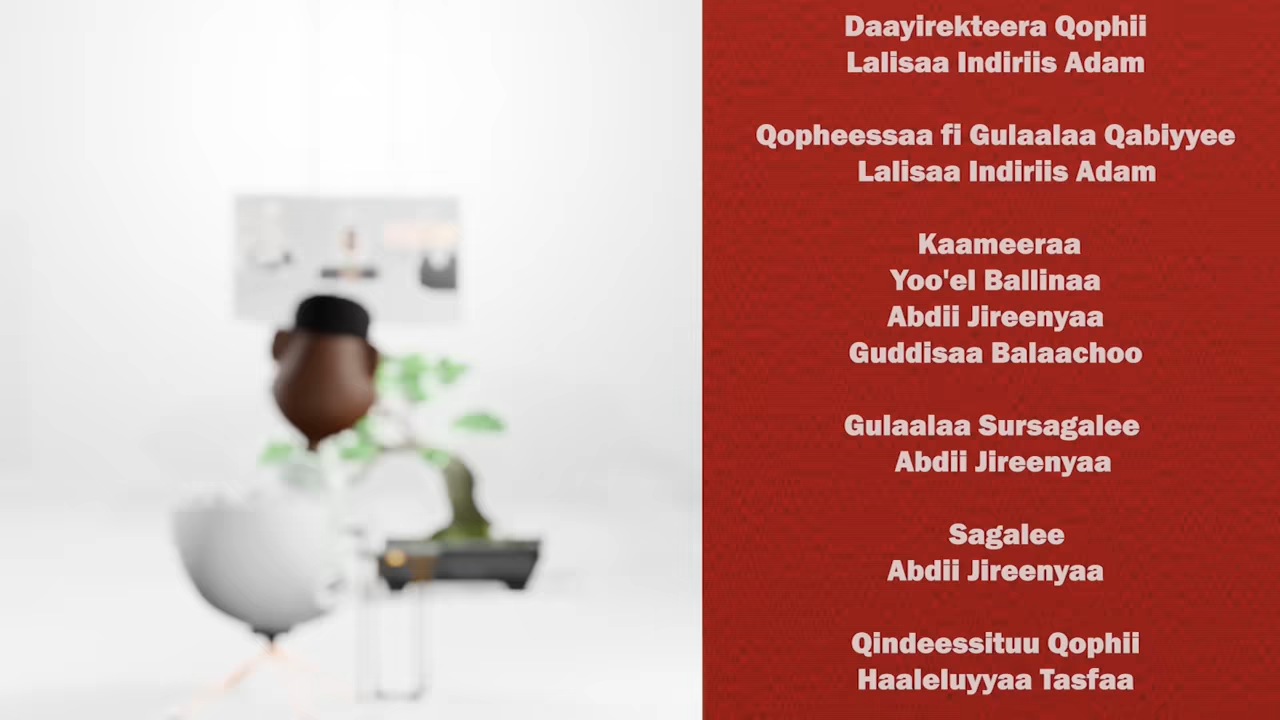 Daayirekteera Qophii
Lalisaa Indiriis Adam
Qopheessaa fi Gulaalaa Qabiyyee
Lalisaa Indiriis Adam
Kaameeraa
Yoo'el Ballinaa
Abdii Jireenyaa
Guddisaa Balaachoo
Gulaalaa Sursagalee
Abdii Jireenyaa
Sagalee
Abdii Jireenyaa
Qindeessituu Qophii
Haaleluyyaa Tasfaa